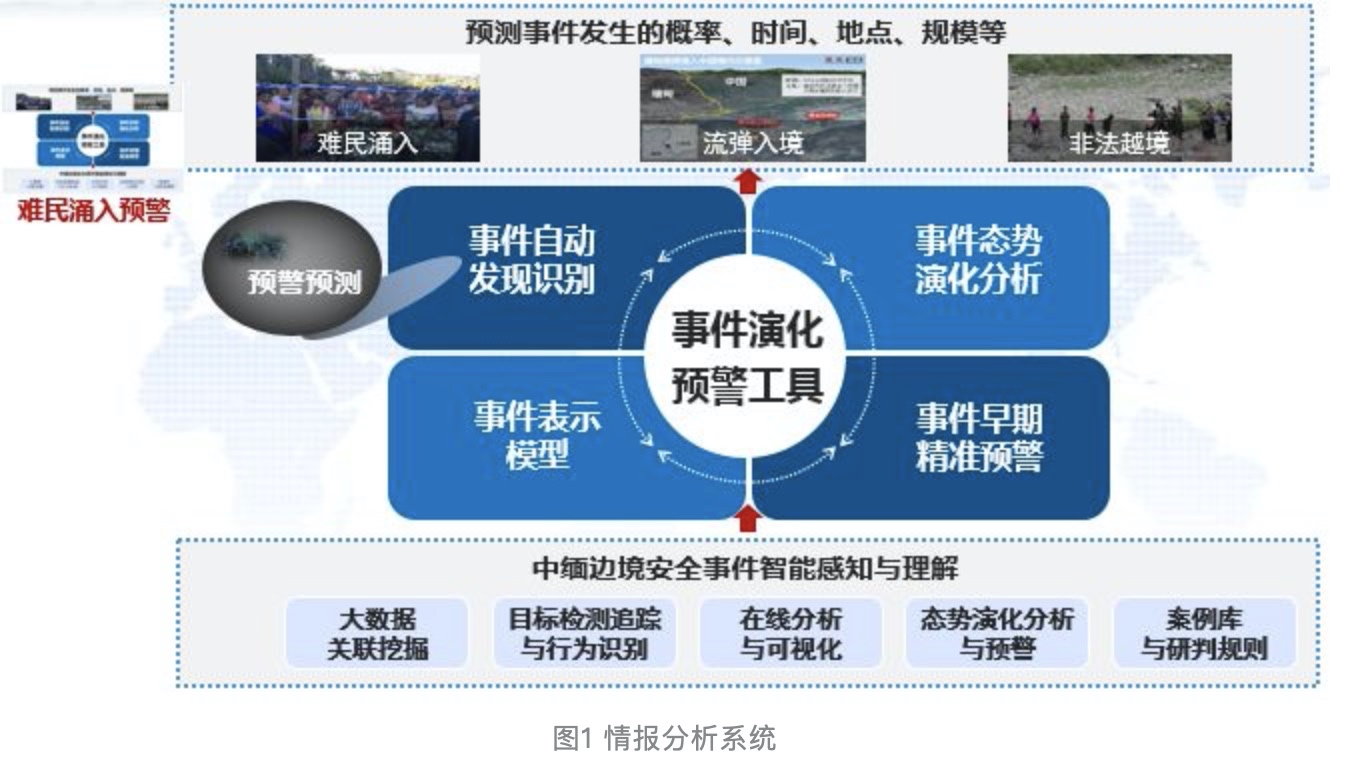 预测事件发生的概率、时间、地点、规模等
中国
缅甸
难民涌入
流弹入境
非法越境
难民涌入预警
预警预测
事件自动
发现识别
事件态势
演化分析
事件演化
预警工具
事件表示
模型
事件早期
精准预警
中缅边境安全事件智能感知与理解
大数据
关联挖掘
目标检测追踪
与行为识别
在线分析
与可视化
态势演化分析
与预警
案例库
与研判规则
图1 情报分析系统